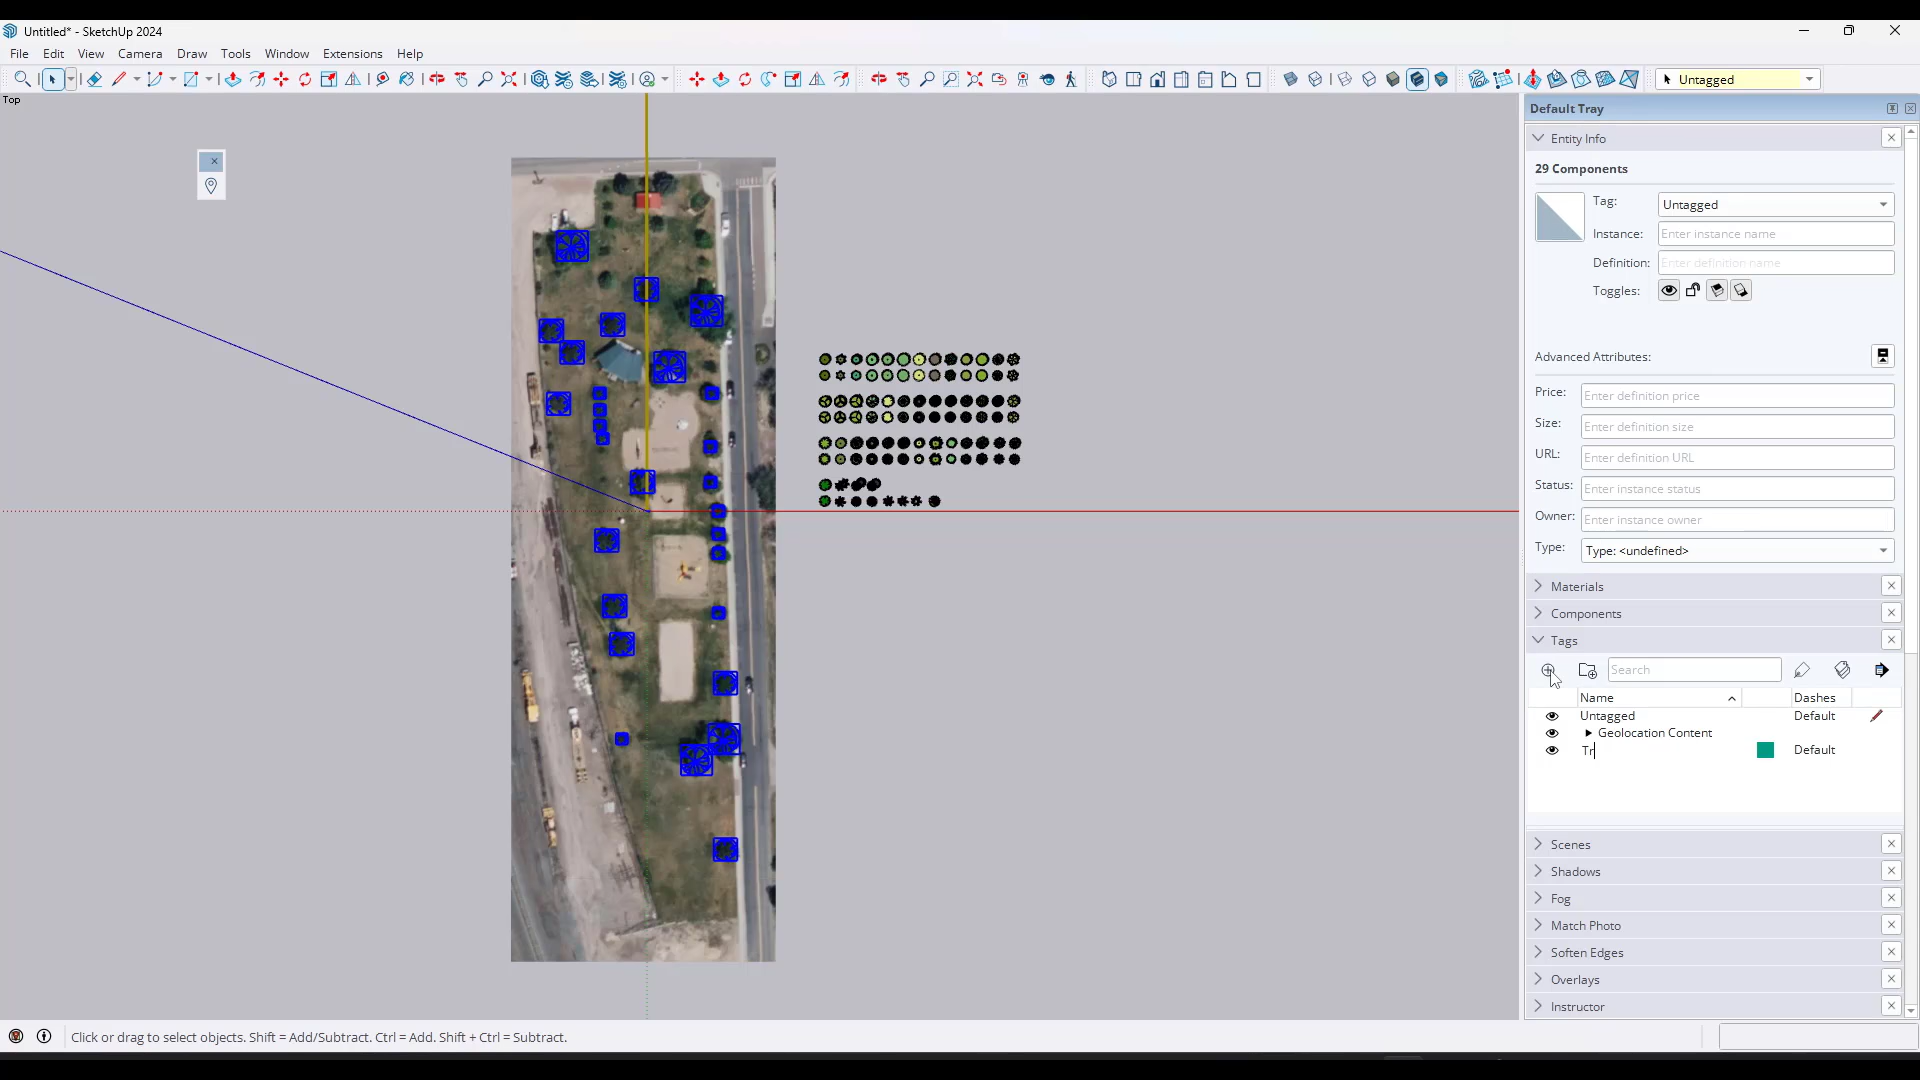 Untitled* - SketchUp 2024
File Edit View Camera Draw Tools Window Extensions Help
Untagged
Top
Default Tray
Entity Info
29 Components
Tag: Untagged
Instance: Enter instance name
Definition: Enter definition name
Toggles:
Advanced Attributes:
Price: Enter definition price
Size: Enter definition size
URL: Enter definition URL
Status: Enter instance status
Owner: Enter instance owner
Type: Type: <undefined>
Materials
Components
Tags
Search
Name Dashes
Untagged Default
Geolocation Content
Tr Default
Scenes
Shadows
Fog
Match Photo
Soften Edges
Overlays
Instructor
Click or drag to select objects. Shift = Add/Subtract. Ctrl = Add. Shift + Ctrl = Subtract.